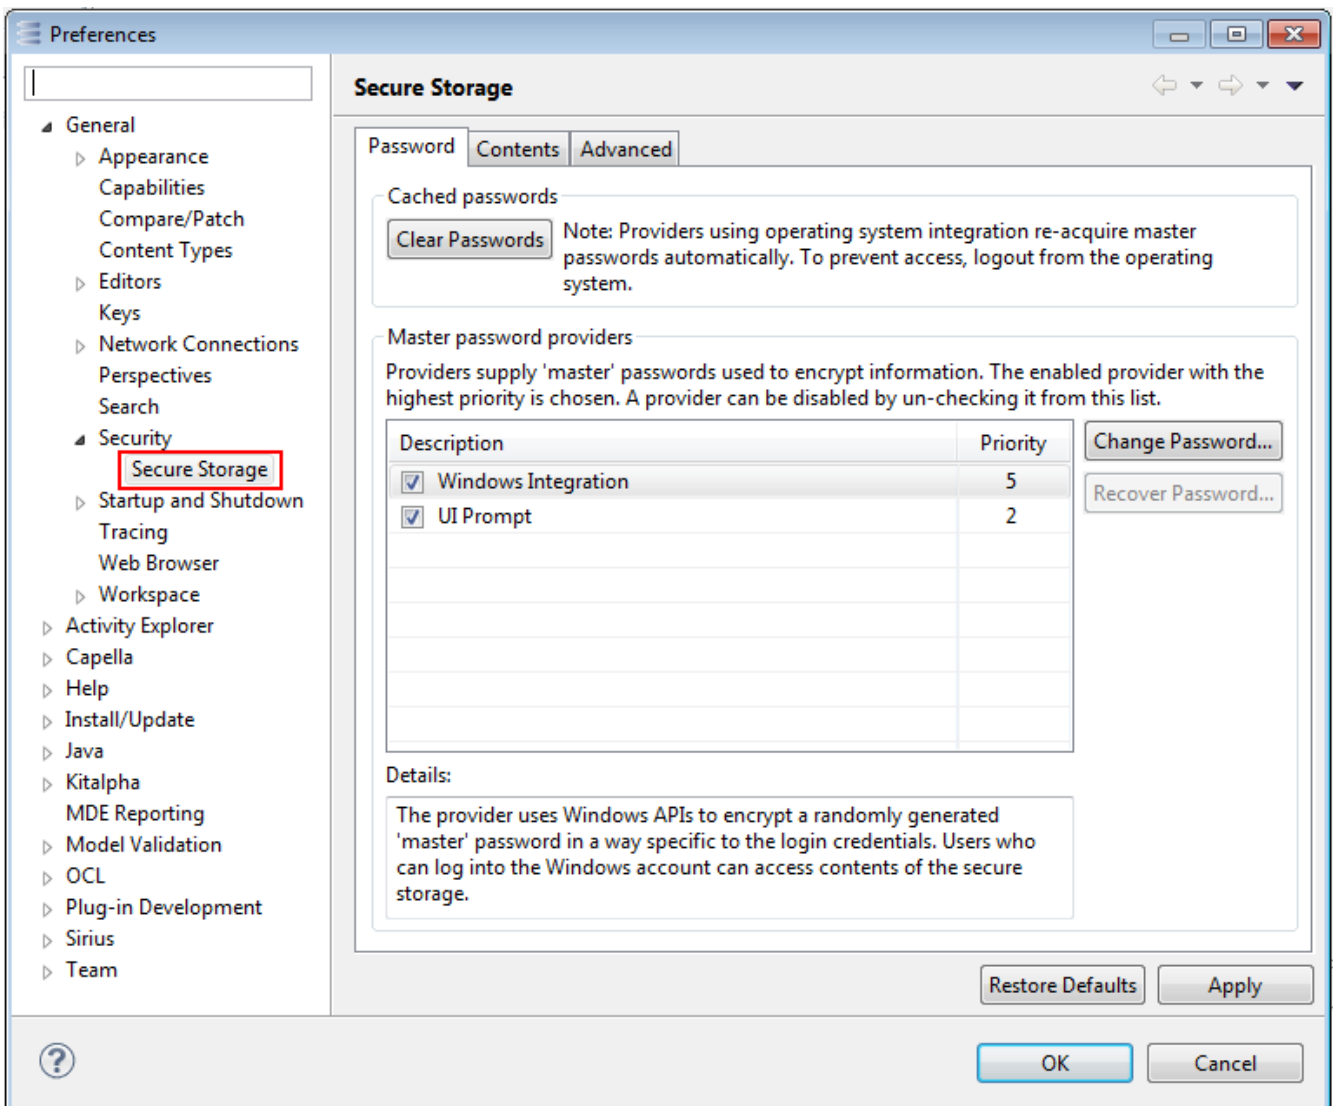 Preferences
Secure Storage
General
Appearance
Capabilities
Compare/Patch
Content Types
Editors
Keys
Network Connections
Perspectives
Search
Security
Secure Storage
Startup and Shutdown
Tracing
Web Browser
Workspace
Activity Explorer
Capella
Help
Install/Update
Java
Kitalpha
MDE Reporting
Model Validation
OCL
Plug-in Development
Sirius
Team
Password Contents Advanced
Cached passwords
Clear Passwords
Note: Providers using operating system integration re-acquire master
passwords automatically. To prevent access, logout from the operating
system.
Master password providers
Providers supply 'master' passwords used to encrypt information. The enabled provider with the
highest priority is chosen. A provider can be disabled by un-checking it from this list.
Description Priority
Windows Integration 5
UI Prompt 2
Change Password...
Recover Password...
Details:
The provider uses Windows APIs to encrypt a randomly generated
'master' password in a way specific to the login credentials. Users who
can log into the Windows account can access contents of the secure
storage.
Restore Defaults Apply
? OK Cancel